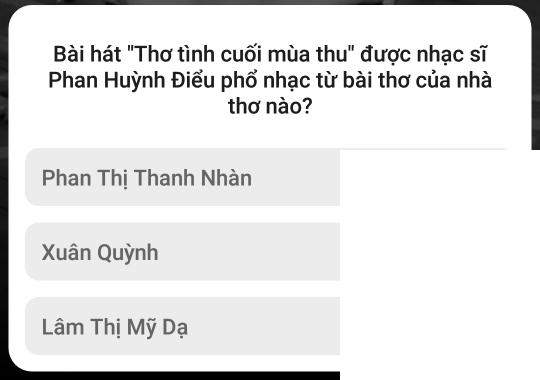 Bài hát "Thơ tình cuối mùa thu" được nhạc sĩ
Phan Huỳnh Điểu phổ nhạc từ bài thơ của nhà
thơ nào?
Phan Thị Thanh Nhàn
Xuân Quỳnh
Lâm Thị Mỹ Dạ